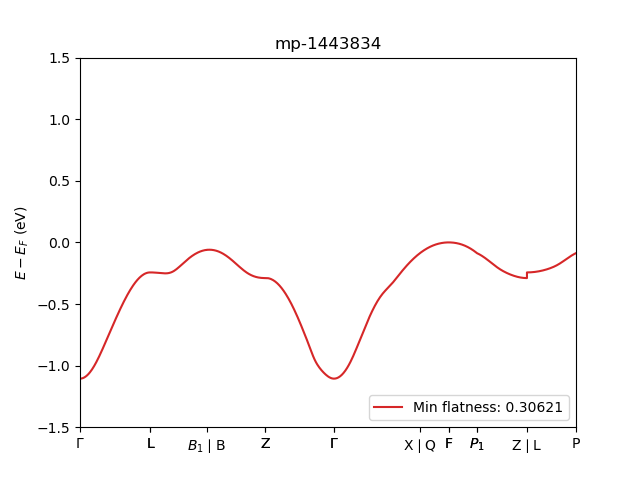 mp-1443834
E − E_F (eV)
1.5
1.0
0.5
0.0
−0.5
−1.0
−1.5
Min flatness: 0.30621
Γ L B₁ | B Z Γ X | Q F P₁ Z | L P